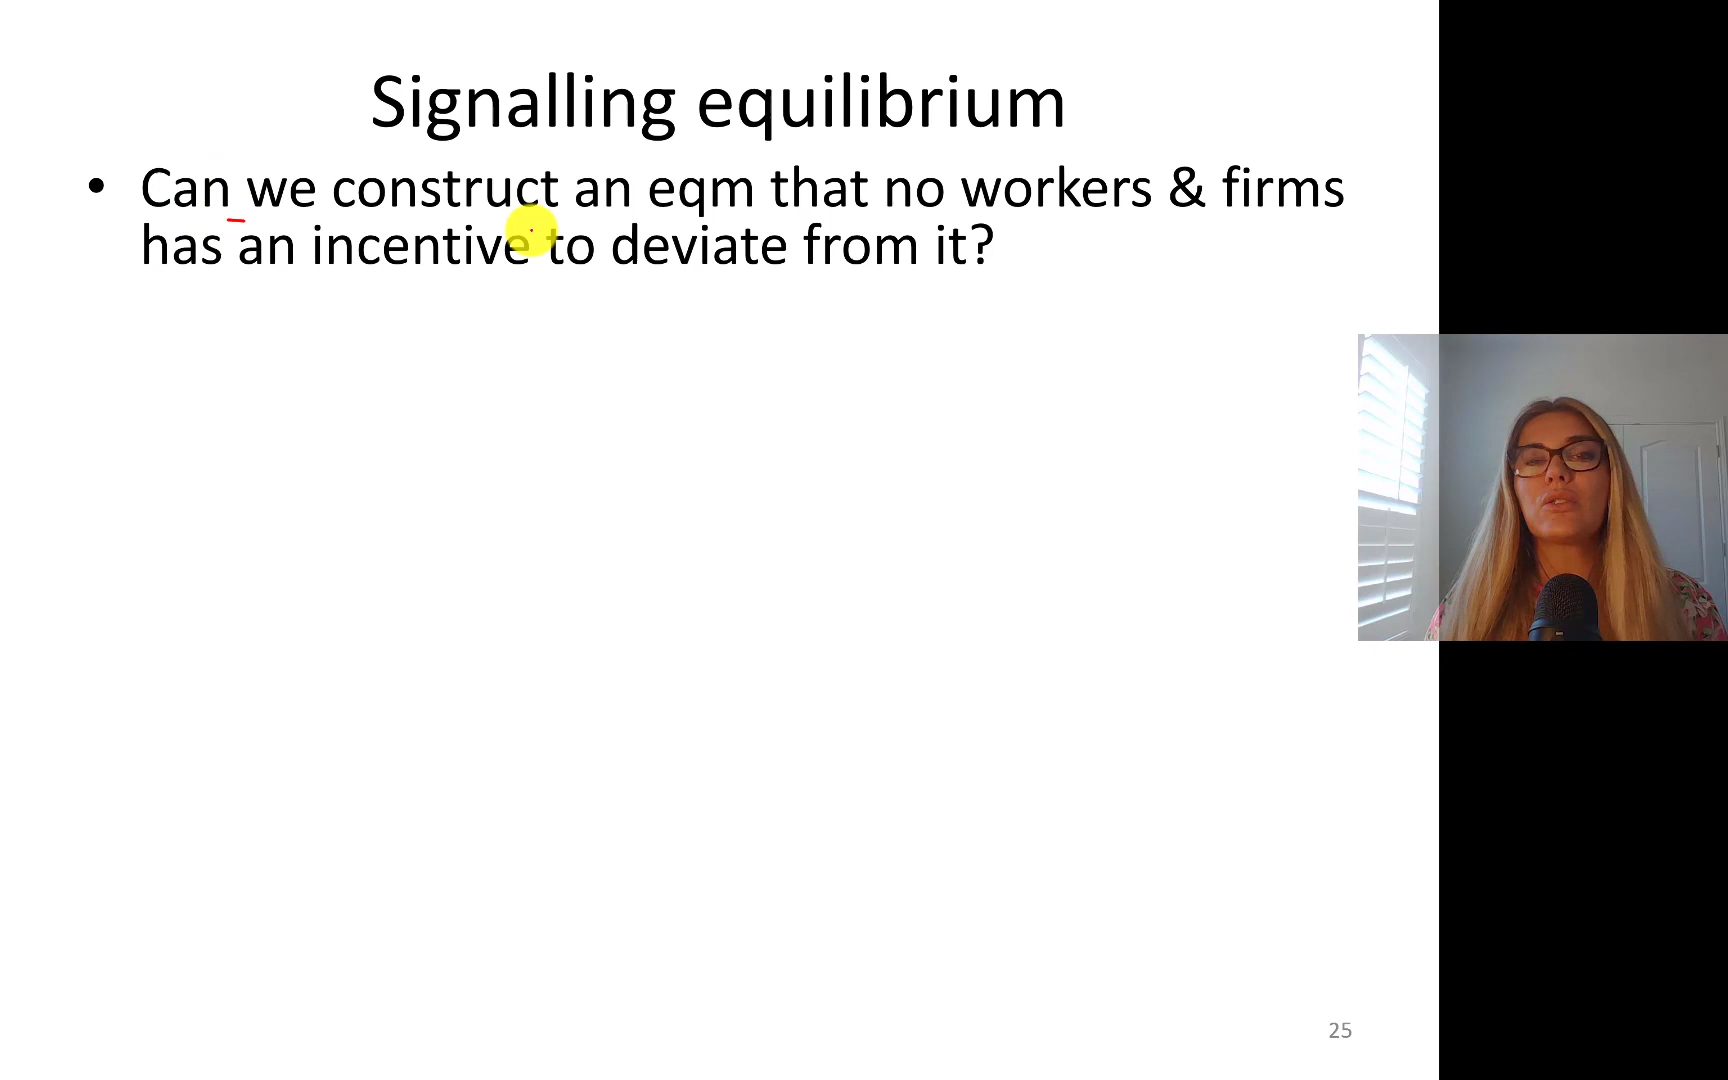 Signalling equilibrium
• Can we construct an eqm that no workers & firms
has an incentive to deviate from it?
25